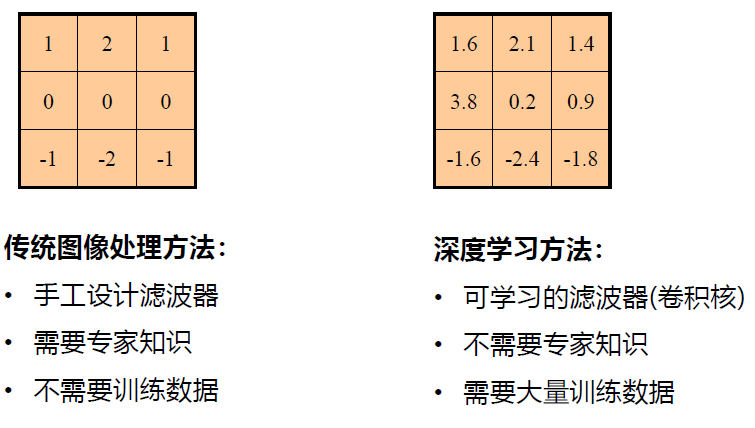 1 2 1
0 0 0
-1 -2 -1
1.6 2.1 1.4
3.8 0.2 0.9
-1.6 -2.4 -1.8
传统图像处理方法：
• 手工设计滤波器
• 需要专家知识
• 不需要训练数据
深度学习方法：
• 可学习的滤波器(卷积核)
• 不需要专家知识
• 需要大量训练数据